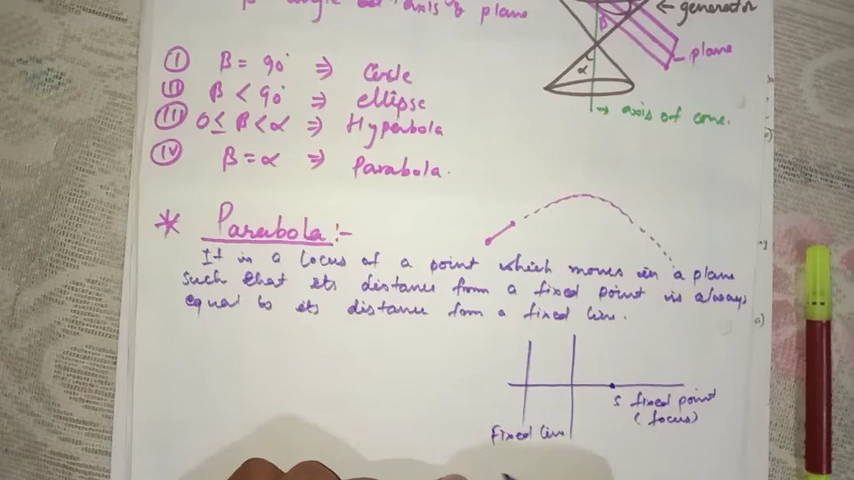 β angle b/w axis & plane
generator
plane
α
axis of cone.
(I) β = 90° ⇒ Circle
(II) β < 90° ⇒ ellipse
(III) 0 ≤ β < α ⇒ Hyperbola
(IV) β = α ⇒ Parabola.
* Parabola:-
It is a locus of a point which moves in a plane
such that its distance from a fixed point is always
equal to its distance form a fixed line.
S fixed point
(focus)
Fixed line